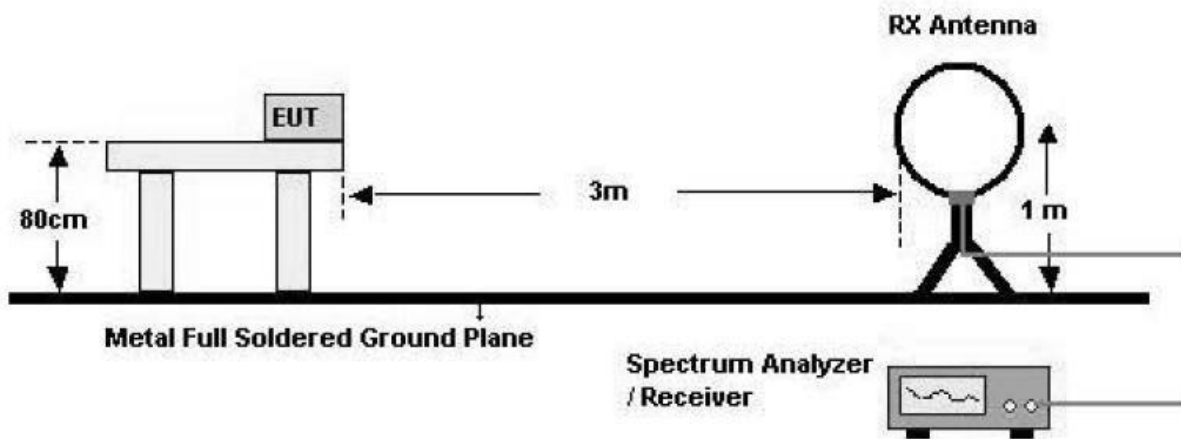 RX Antenna
EUT
80cm
3m
1 m
Metal Full Soldered Ground Plane
Spectrum Analyzer
/ Receiver